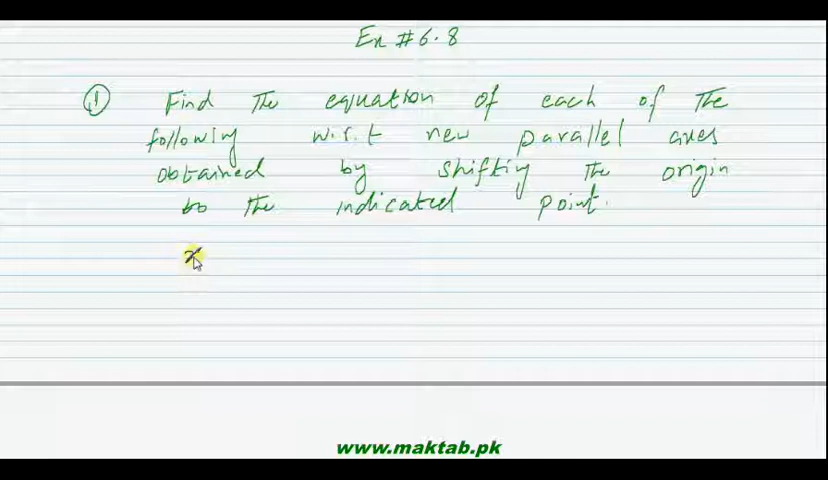 Ex # 6.8
① Find the equation of each of the
following w.r.t new parallel axes
obtained by shifting the origin
to the indicated point.
x
www.maktab.pk